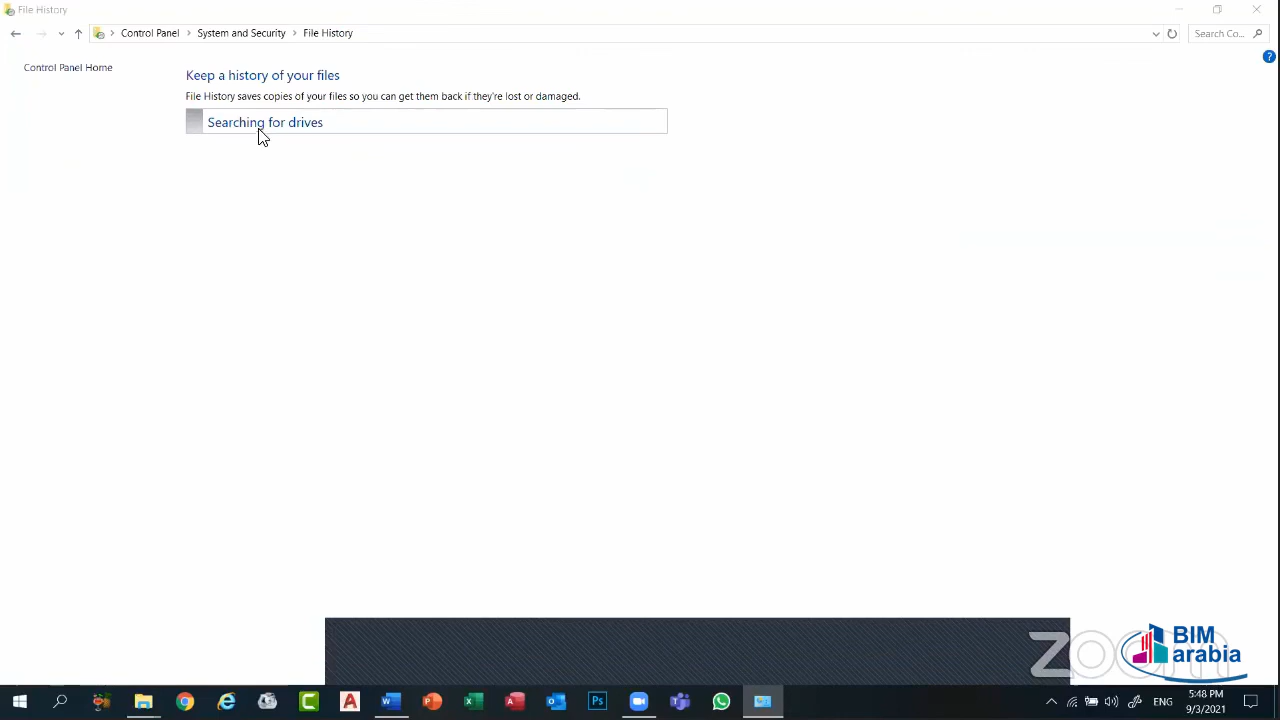 File History
Control Panel > System and Security > File History
Search Co...
Control Panel Home
Keep a history of your files
File History saves copies of your files so you can get them back if they're lost or damaged.
Searching for drives
zoom
BIM
arabia
ENG
5:48 PM
9/3/2021